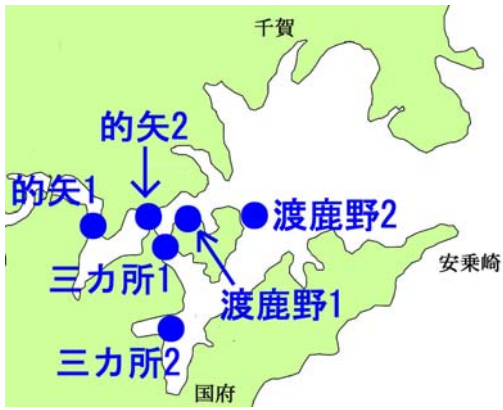 千賀
的矢2
的矢1
渡鹿野2
安乗崎
三カ所1
渡鹿野1
三カ所2
国府